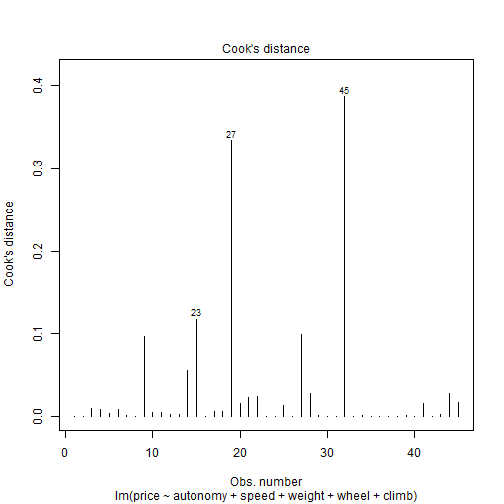 Cook's distance
0.4
0.3
0.2
0.1
0.0
Cook's distance
45
27
23
0 10 20 30 40
Obs. number
lm(price ~ autonomy + speed + weight + wheel + climb)